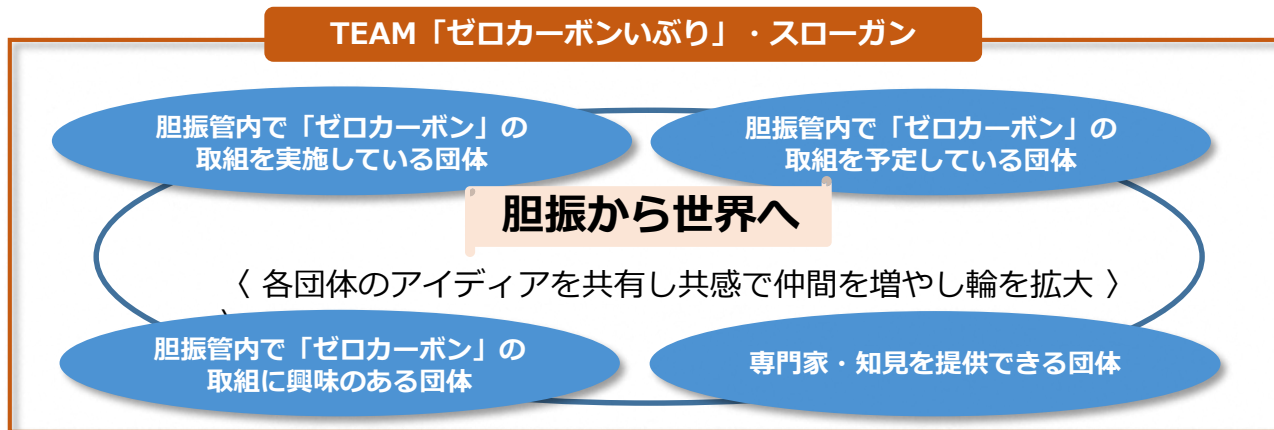 TEAM「ゼロカーボンいぶり」・スローガン
胆振管内で「ゼロカーボン」の
取組を実施している団体
胆振管内で「ゼロカーボン」の
取組を予定している団体
胆振から世界へ
〈 各団体のアイディアを共有し共感で仲間を増やし輪を拡大 〉
胆振管内で「ゼロカーボン」の
取組に興味のある団体
専門家・知見を提供できる団体